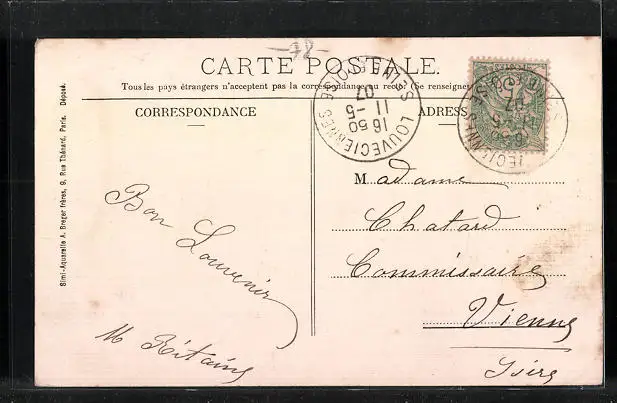 -78-
CARTE POSTALE.
Tous les pays étrangers n'acceptent pas la correspondance au recto. (Se renseigner
CORRESPONDANCE
ADRESSE
LOUVECIENNES
16 50
11-5
07
Madame
Chatard
Commissaire
Vienne
Isère
Bon Souvenir
M
Simi-Aquarelle A. Breger frères, 9, Rue Thénard, Paris. Déposé.